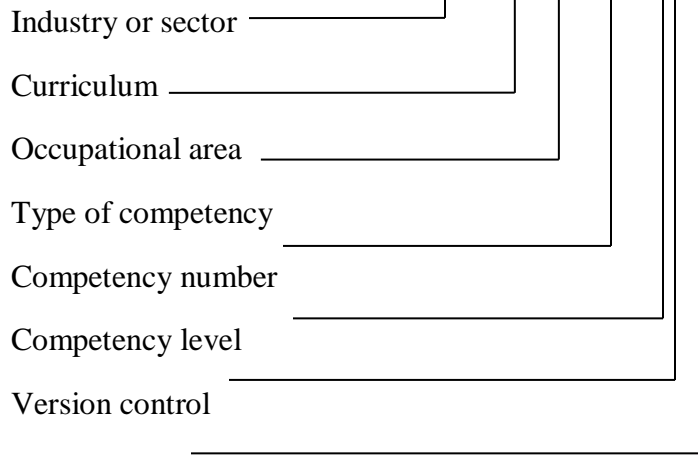 Industry or sector
Curriculum
Occupational area
Type of competency
Competency number
Competency level
Version control